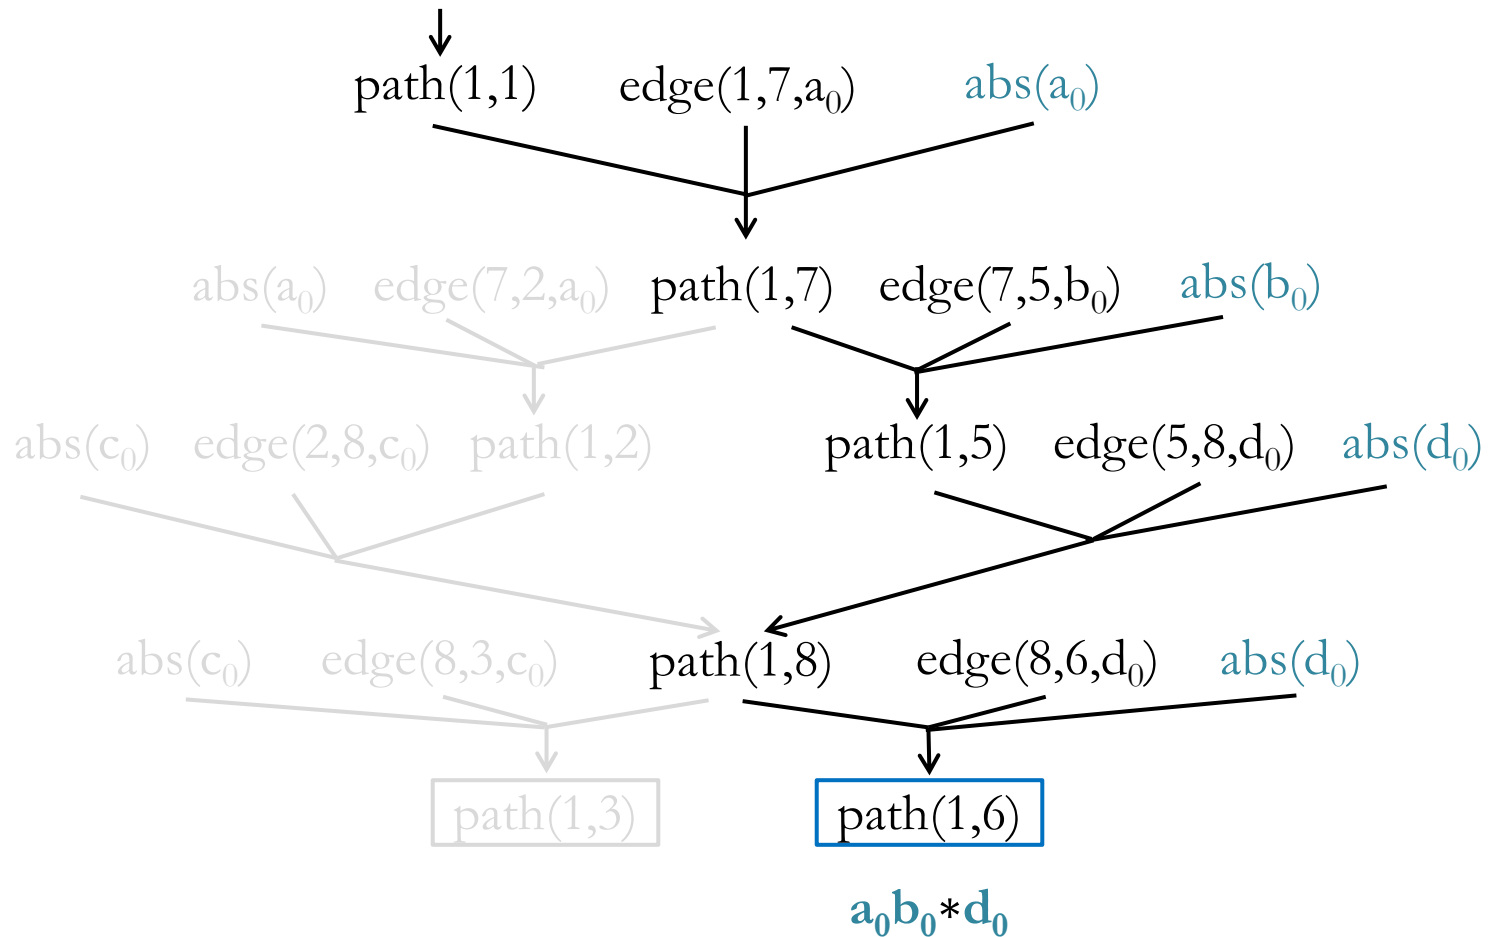 path(1,1) edge(1,7,a₀) abs(a₀)
abs(a₀) edge(7,2,a₀) path(1,7) edge(7,5,b₀) abs(b₀)
abs(c₀) edge(2,8,c₀) path(1,2) path(1,5) edge(5,8,d₀) abs(d₀)
abs(c₀) edge(8,3,c₀) path(1,8) edge(8,6,d₀) abs(d₀)
path(1,3) path(1,6)
a₀b₀*d₀